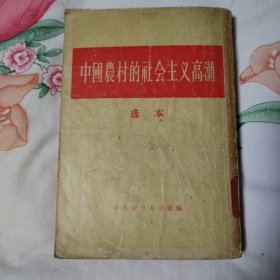 中國農村的社会主义高潮
选本
中共中央办公厅編